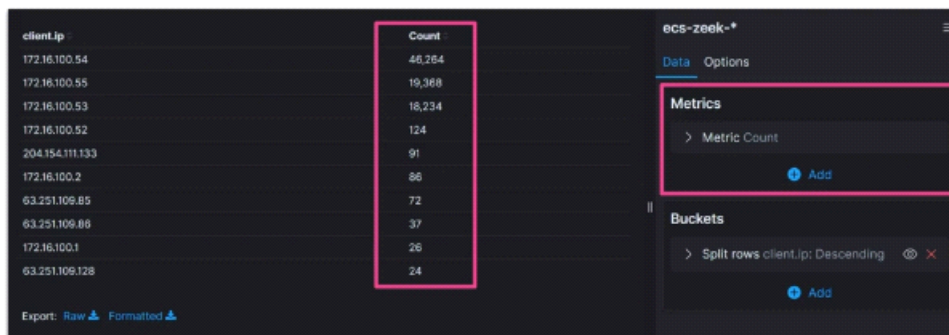 client.ip Count
172.16.100.54 46,264
172.16.100.55 19,368
172.16.100.53 18,234
172.16.100.52 124
204.154.111.133 91
172.16.100.2 86
63.251.109.85 72
63.251.109.86 37
172.16.100.1 26
63.251.109.128 24
Export: Raw Formatted
ecs-zeek-*
Data Options
Metrics
Metric Count
Add
Buckets
Split rows client.ip: Descending
Add